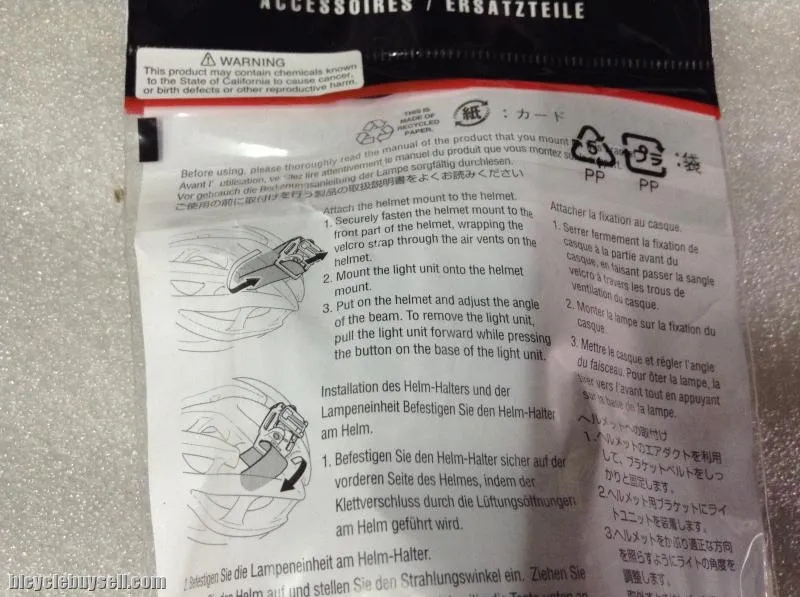 ACCESSOIRES / ERSATZTEILE
WARNING
This product may contain chemicals known
to the State of California to cause cancer,
or birth defects or other reproductive harm.
THIS IS
MADE OF
RECYCLED
PAPER.
紙 : カード
5
PP
プラ
PP
:袋
Before using, please thoroughly read the manual of the product that you mount
Avant l' utilisation, ve lire attentivement le manuel du produit que vous montez
Vor gebrauch die Bedienungsanleitung der Lampe sorgfältig durchlesen.
ご使用の前に取付けを行う製品の取扱説明書をよくお読みください
Attach the helmet mount to the helmet.
1. Securely fasten the helmet mount to the
front part of the helmet, wrapping the
velcro strap through the air vents on the
helmet.
2. Mount the light unit onto the helmet
mount.
3. Put on the helmet and adjust the angle
of the beam. To remove the light unit,
pull the light unit forward while pressing
the button on the base of the light unit.
Attacher la fixation au casque.
1. Serrer fermement la fixation de
casque à la partie avant du
casque, en faisant passer la sangle
velcro à travers les trous de
ventilation du casque.
2. Monter la lampe sur la fixation du
casque.
3. Mettre le casque et régler l'angle
du faisceau. Pour ôter la lampe, la
tirer vers l'avant tout en appuyant
sur la base de la lampe.
Installation des Helm-Halters und der
Lampeneinheit Befestigen Sie den Helm-Halter
am Helm.
1. Befestigen Sie den Helm-Halter sicher auf der
vorderen Seite des Helmes, indem der
Klettverschluss durch die Lüftungsöffnungen
am Helm geführt wird.
2. Befestigen Sie die Lampeneinheit am Helm-Halter.
Helm auf und stellen Sie den Strahlungswinkel ein. Ziehen Sie
ヘルメットへの取付け
1.ヘルメットのエアダクトを利用
して、ブラケットベルトをしっ
かりと固定します。
2.ヘルメット用ブラケットにライ
トユニットを装着します。
3.ヘルメットをかぶり適正な方向
を照らすようにライトの角度を
調整します。
bicyclebuysell.com